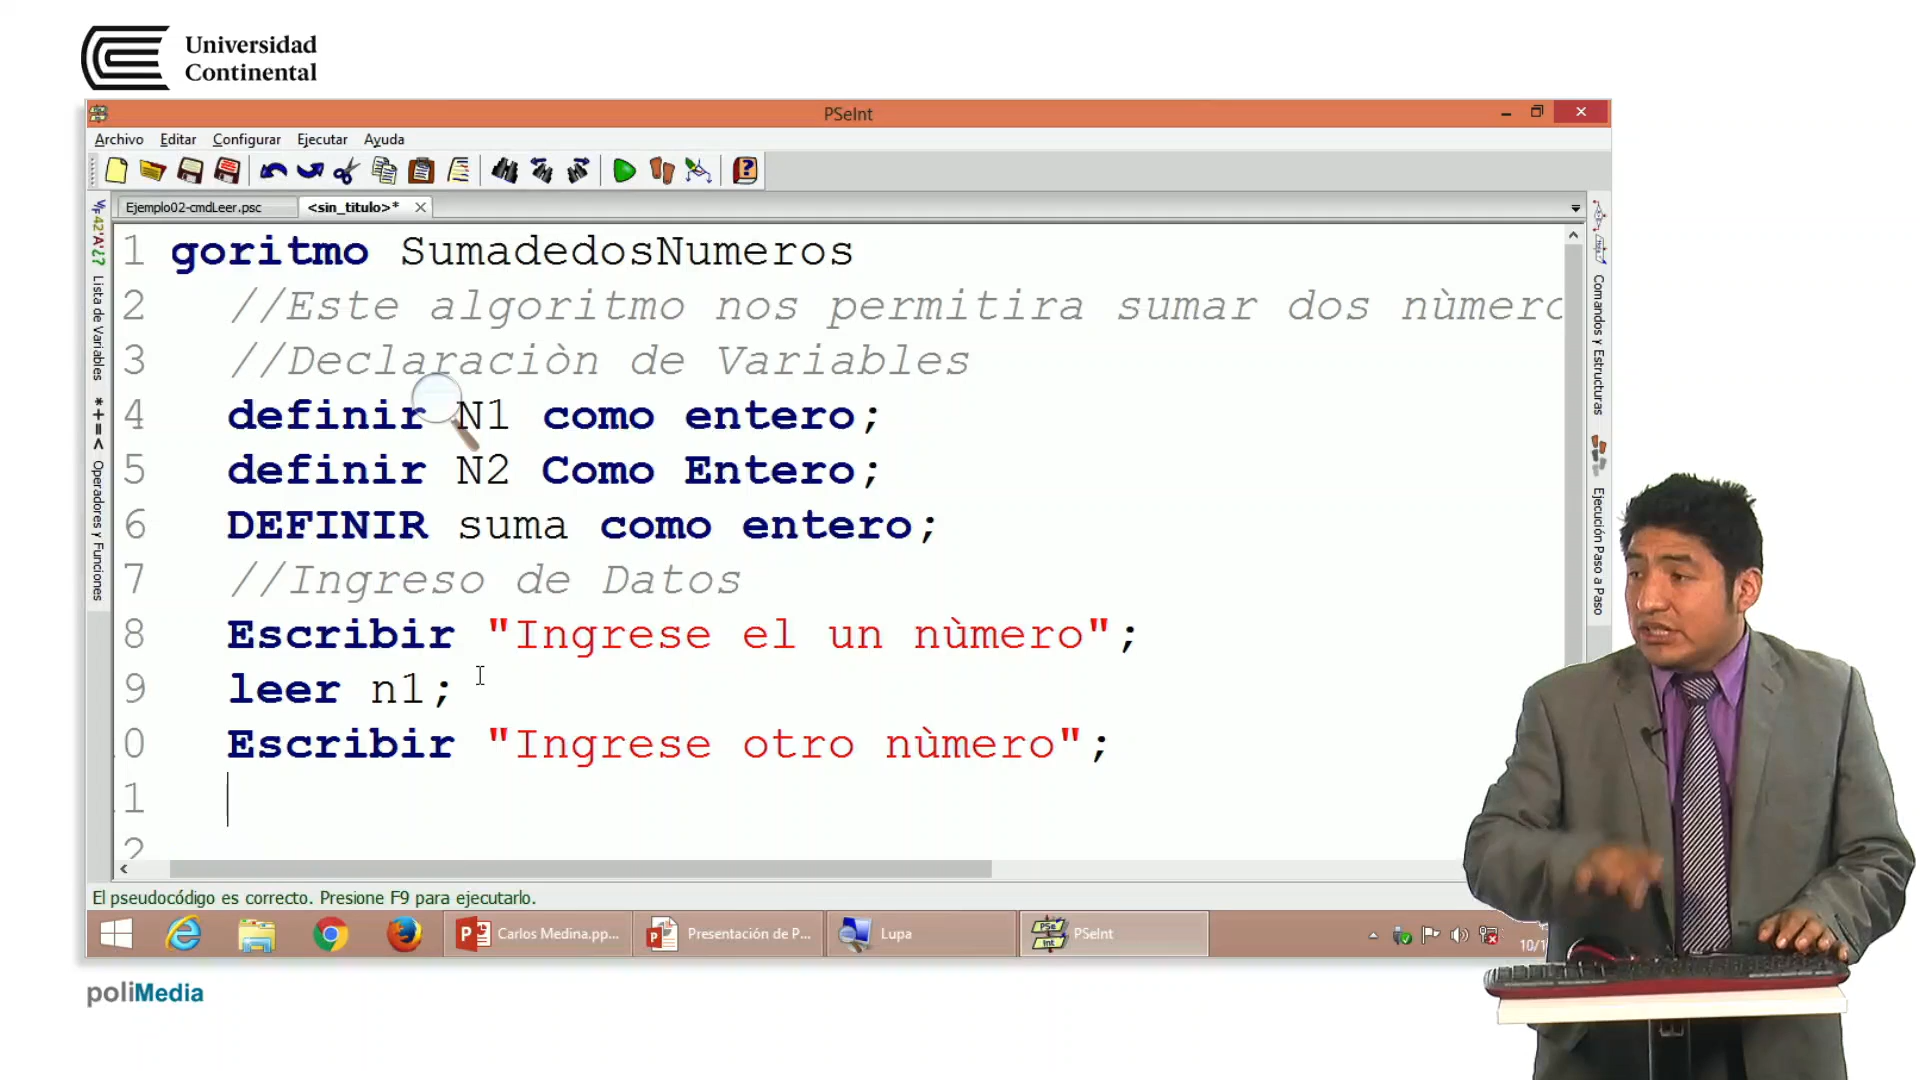 Universidad
Continental
PSeInt
Archivo Editar Configurar Ejecutar Ayuda
Ejemplo02-cmdLeer.psc <sin_titulo>*
1 goritmo SumadedosNumeros
2 //Este algoritmo nos permitira sumar dos nùmero
3 //Declaraciòn de Variables
4 definir N1 como entero;
5 definir N2 Como Entero;
6 DEFINIR suma como entero;
7 //Ingreso de Datos
8 Escribir "Ingrese el un nùmero";
9 leer n1;
0 Escribir "Ingrese otro nùmero";
1
2
Lista de Variables
*+=< Operadores y Funciones
Comandos y Estructuras
Ejecución Paso a Paso
El pseudocódigo es correcto. Presione F9 para ejecutarlo.
Carlos Medina.pp... Presentación de P... Lupa PSeInt
10/1
poliMedia